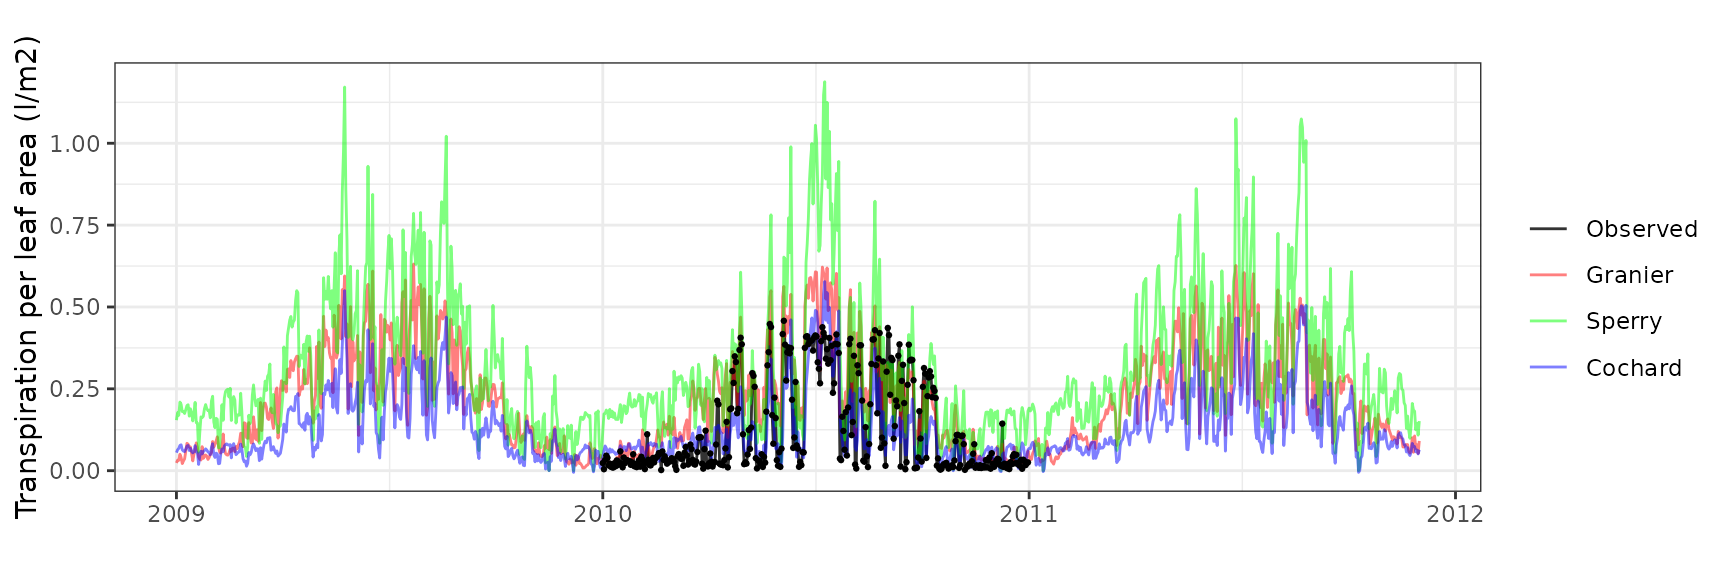 Transpiration per leaf area (l/m2)
1.00
0.75
0.50
0.25
0.00
2009
2010
2011
2012
Observed
Granier
Sperry
Cochard